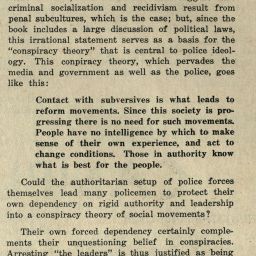 criminal socialization and recidivism result from
penal subcultures, which is the case; but, since the
book includes a large discussion of political laws,
this irrational statement serves as a basis for the
"conspiracy theory" that is central to police ideol-
ogy. This conpiracy theory, which pervades the
media and government as well as the police, goes
like this:
Contact with subversives is what leads to
reform movements. Since this society is pro-
gressing there is no need for such movements.
People have no intelligence by which to make
sense of their own experience, and act to
change conditions. Those in authority know
what is best for the people.
Could the authoritarian setup of police forces
themselves lead many policemen to protect their
own dependency on rigid authority and leadership
into a conspiracy theory of social movements?
Their own forced dependency certainly comple-
ments their unquestioning belief in conspiracies.
Arresting "the leaders" is thus justified as being